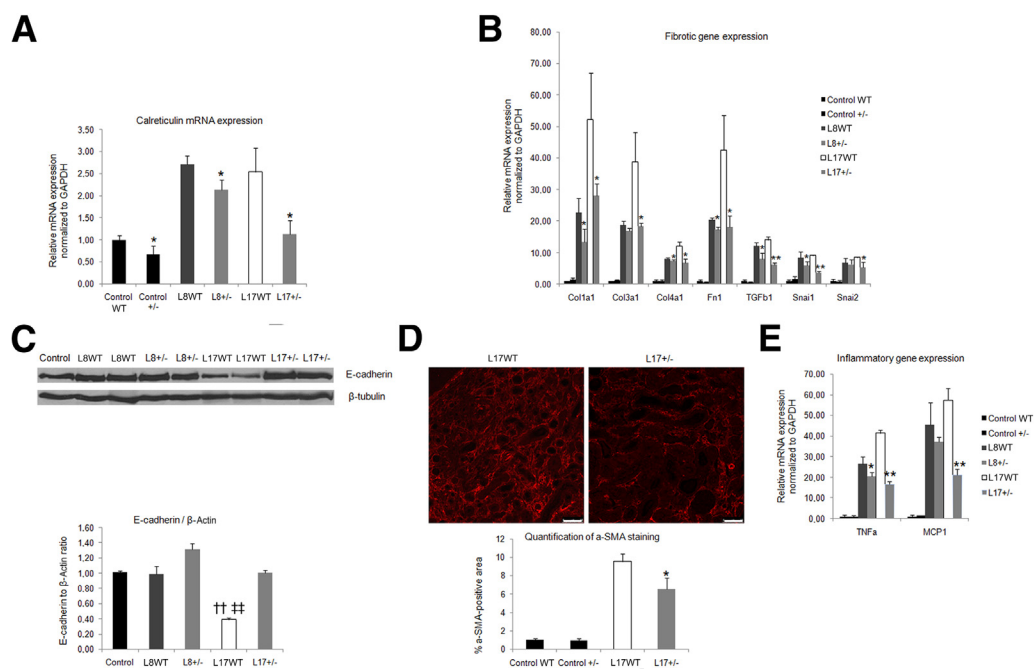 A
Calreticulin mRNA expression
Relative mRNA expression
normalized to GAPDH
3,50
3,00
2,50
2,00
1,50
1,00
0,50
0,00
*
*
*
Control
WT
Control
+/-
L8WT
L8+/-
L17WT
L17+/-
B
Fibrotic gene expression
Relative mRNA expression
normalized to GAPDH
80.00
70.00
60.00
50.00
40.00
30.00
20.00
10.00
0.00
* * * * * * * * ** * ** *
Col1a1 Col3a1 Col4a1 Fn1 TGFb1 Snai1 Snai2
Control WT
Control +/-
L8WT
L8+/-
L17WT
L17+/-
C
Control L8WT L8WT L8+/- L8+/- L17WT L17WT L17+/- L17+/-
E-cadherin
β-tubulin
E-cadherin / β-Actin
E-cadherin to β-Actin ratio
1,60
1,40
1,20
1,00
0,80
0,60
0,40
0,20
0,00
†† ‡‡
Control L8WT L8+/- L17WT L17+/-
D
L17WT L17+/-
Quantification of a-SMA staining
% a-SMA-positive area
12
10
8
6
4
2
0
*
Control WT Control +/- L17WT L17+/-
E
Inflammatory gene expression
Relative mRNA expression
normalized to GAPDH
70,00
60,00
50,00
40,00
30,00
20,00
10,00
0,00
* ** **
TNFa MCP1
Control WT
Control +/-
L8WT
L8+/-
L17WT
L17+/-